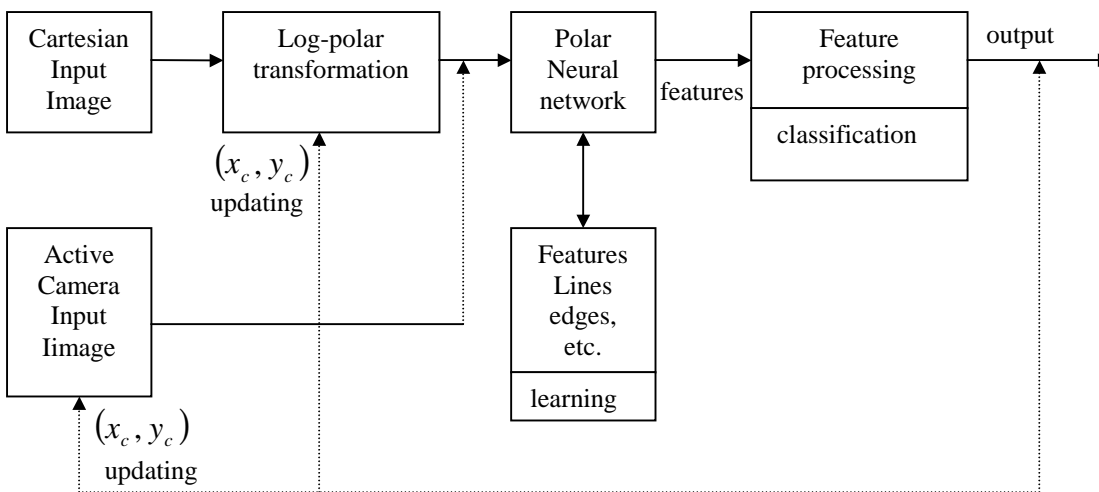 Cartesian
Input
Image
Log-polar
transformation
Polar
Neural
network
features
Feature
processing
classification
output
(x_c, y_c)
updating
Active
Camera
Input
Iimage
Features
Lines
edges,
etc.
learning
(x_c, y_c)
updating